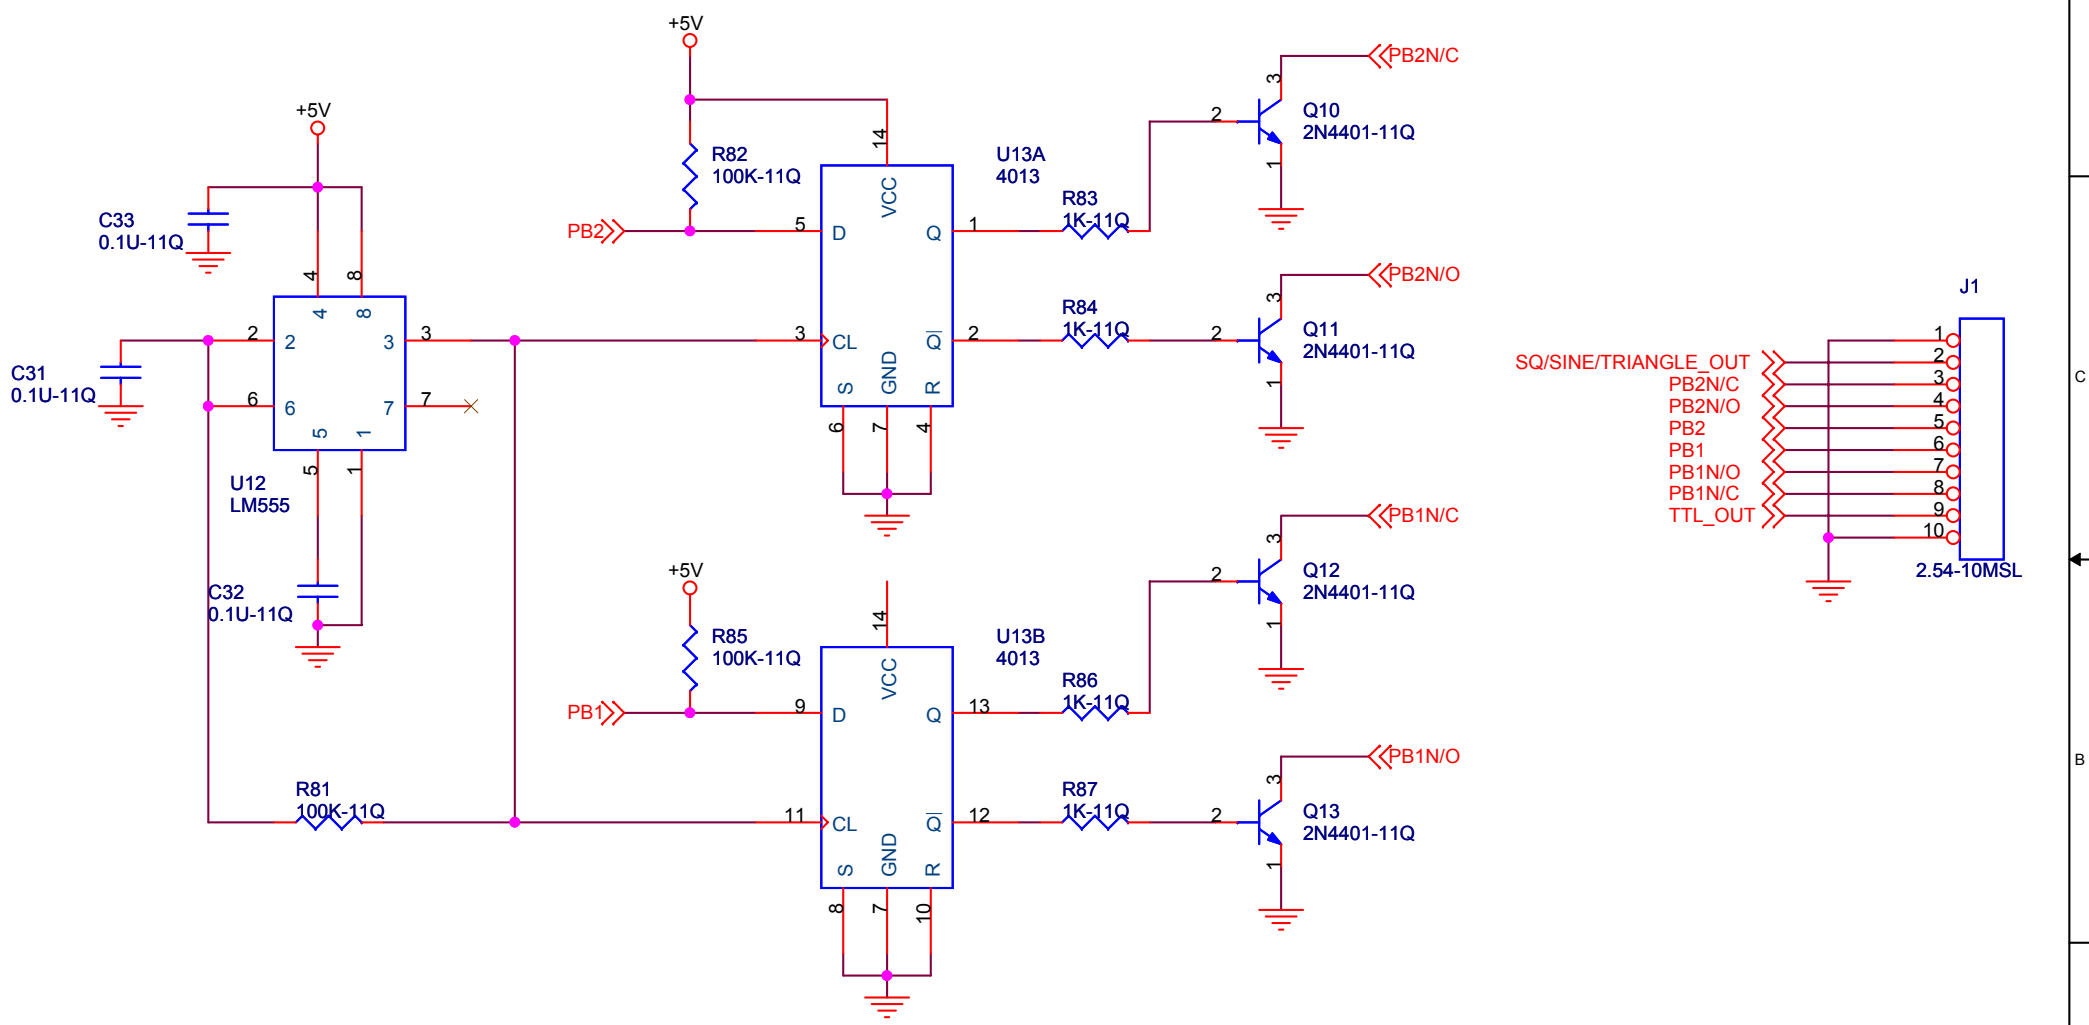 +5V
+5V
C33
0.1U-11Q
4
8
4
8
2
2
3
3
6
6
7
7
5
1
5
1
C31
0.1U-11Q
U12
LM555
C32
0.1U-11Q
R81
100K-11Q
R82
100K-11Q
PB2
14
VCC
U13A
4013
5
D
Q
1
3
CL
Q
2
S
GND
R
6
7
4
R83
1K-11Q
R84
1K-11Q
2
3
1
Q10
2N4401-11Q
PB2N/C
2
3
1
Q11
2N4401-11Q
PB2N/O
+5V
R85
100K-11Q
PB1
14
VCC
U13B
4013
9
D
Q
13
11
CL
Q
12
S
GND
R
8
7
10
R86
1K-11Q
R87
1K-11Q
2
3
1
Q12
2N4401-11Q
PB1N/C
2
3
1
Q13
2N4401-11Q
PB1N/O
J1
1
SQ/SINE/TRIANGLE_OUT 2
PB2N/C 3
PB2N/O 4
PB2 5
PB1 6
PB1N/O 7
PB1N/C 8
TTL_OUT 9
10
2.54-10MSL
C
B